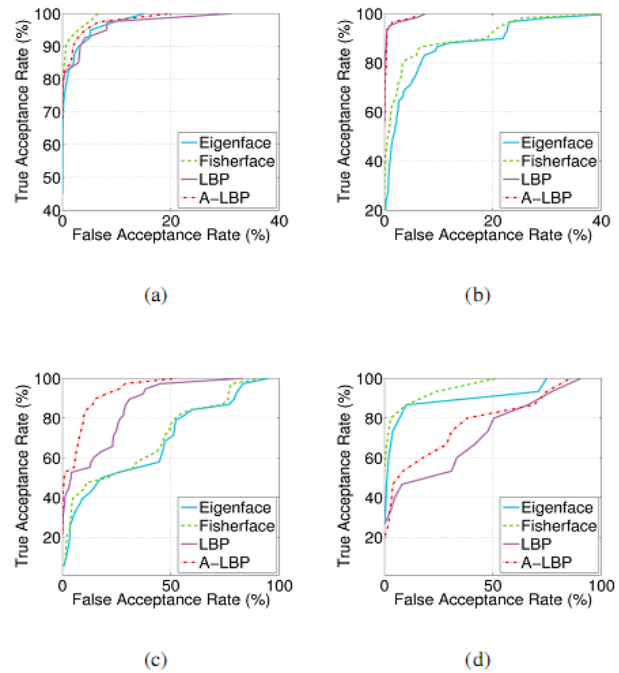 True Acceptance Rate (%)
100
90
80
70
60
50
40
0
20
40
False Acceptance Rate (%)
Eigenface
Fisherface
LBP
A-LBP
(a)
True Acceptance Rate (%)
100
80
60
40
20
0
20
40
False Acceptance Rate (%)
Eigenface
Fisherface
LBP
A-LBP
(b)
True Acceptance Rate (%)
100
80
60
40
20
0
50
100
False Acceptance Rate (%)
Eigenface
Fisherface
LBP
A-LBP
(c)
True Acceptance Rate (%)
100
80
60
40
20
0
50
100
False Acceptance Rate (%)
Eigenface
Fisherface
LBP
A-LBP
(d)